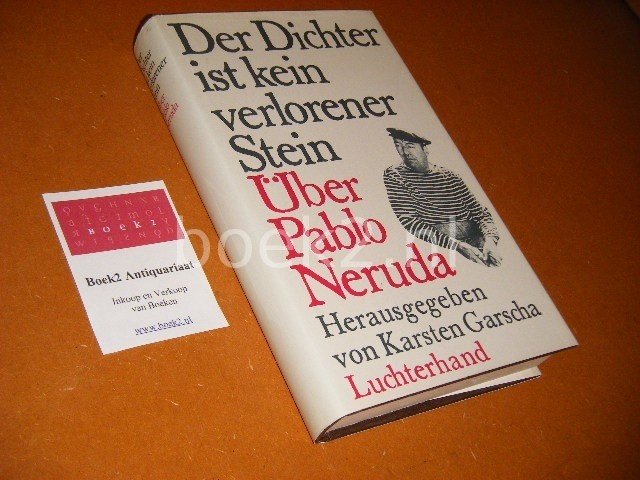 Der Dichter
ist kein
verlorener
Stein
Über
Pablo
Neruda
Herausgegeben
von Karsten Garscha
Luchterhand
boek2.nl
BOEK2
Boek2 Antiquariaat
Inkoop en Verkoop
van Boeken
www.boek2.nl